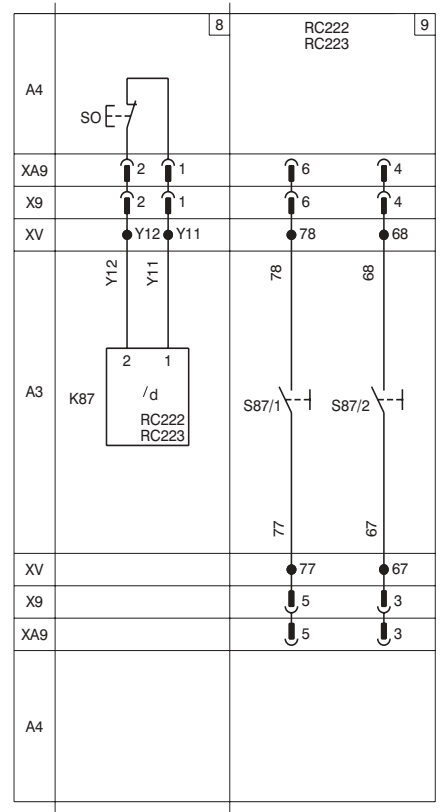 8
RC222
RC223
9
A4
SO
XA9
2
1
6
4
X9
2
1
6
4
XV
Y12
Y11
78
68
Y12
Y11
78
68
2
1
A3
K87
/d
RC222
RC223
S87/1
S87/2
77
67
XV
77
67
X9
5
3
XA9
5
3
A4